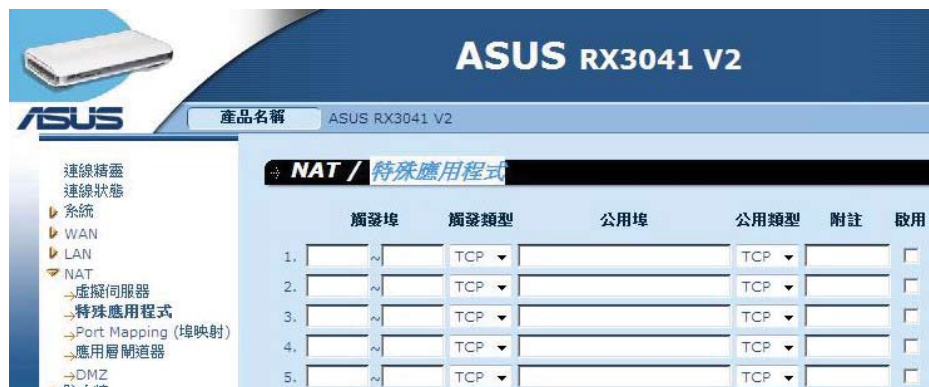 ASUS RX3041 V2
ASUS
產品名稱 ASUS RX3041 V2
連線精靈
連線狀態
系統
WAN
LAN
NAT
虛擬伺服器
特殊應用程式
Port Mapping (埠映射)
應用層閘道器
DMZ
NAT / 特殊應用程式
觸發埠 觸發類型 公用埠 公用類型 附註 啟用
1. ~ TCP TCP
2. ~ TCP TCP
3. ~ TCP TCP
4. ~ TCP TCP
5. ~ TCP TCP